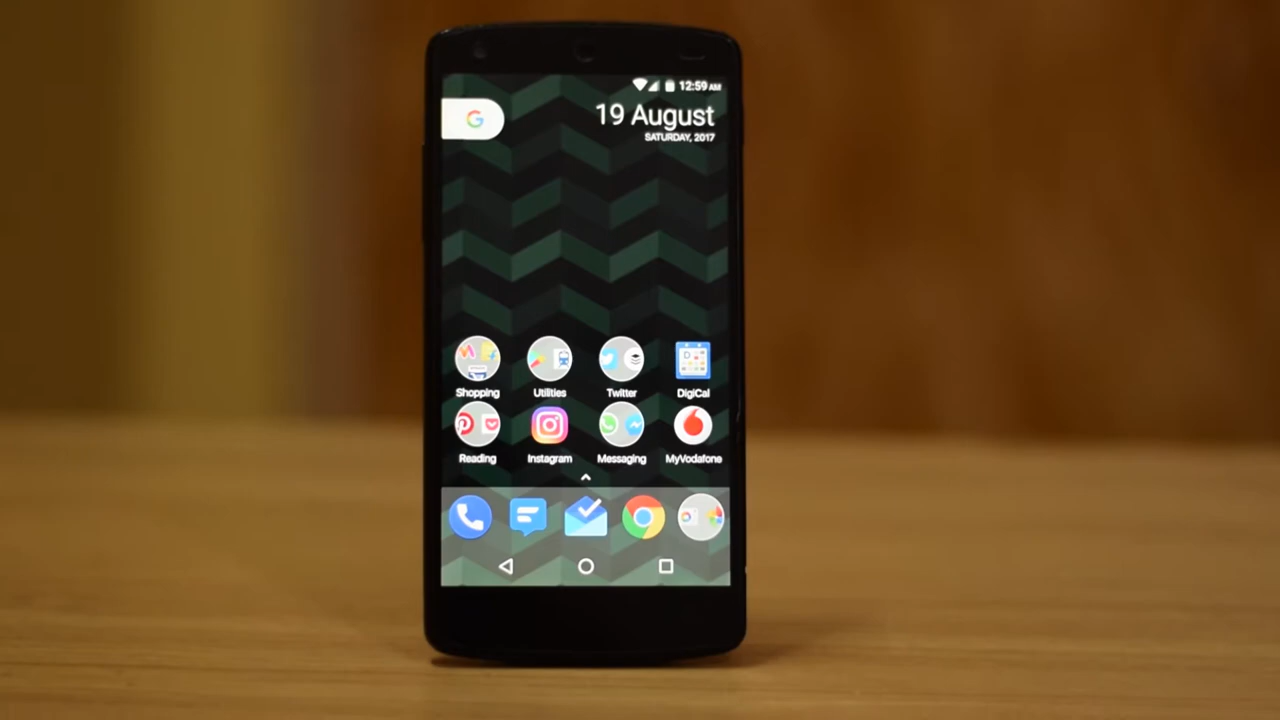 12:59 AM
G
19 August
SATURDAY, 2017
Shopping
Utilities
Twitter
DigiCal
Reading
Instagram
Messaging
MyVodafone